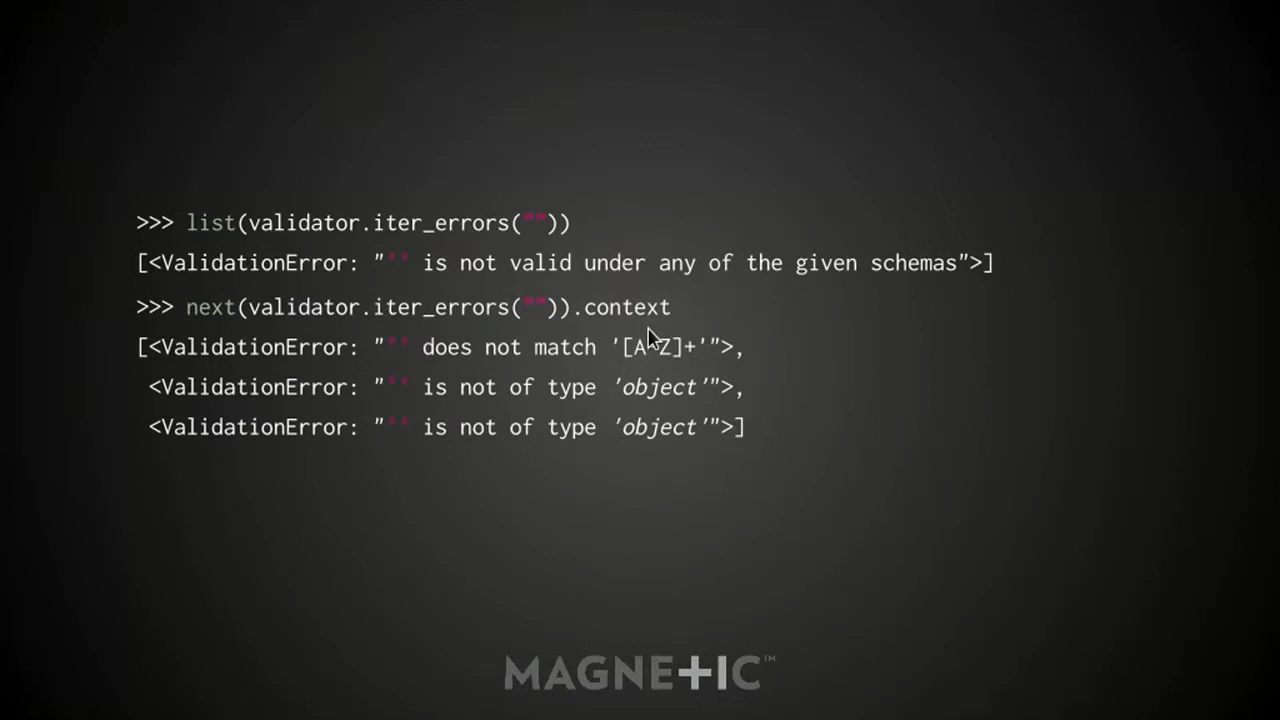 >>> list(validator.iter_errors(""))
[<ValidationError: "'' is not valid under any of the given schemas">]
>>> next(validator.iter_errors("")).context
[<ValidationError: "'' does not match '[A-Z]+'">,
<ValidationError: "'' is not of type 'object'">,
<ValidationError: "'' is not of type 'object'">]
MAGNETIC™